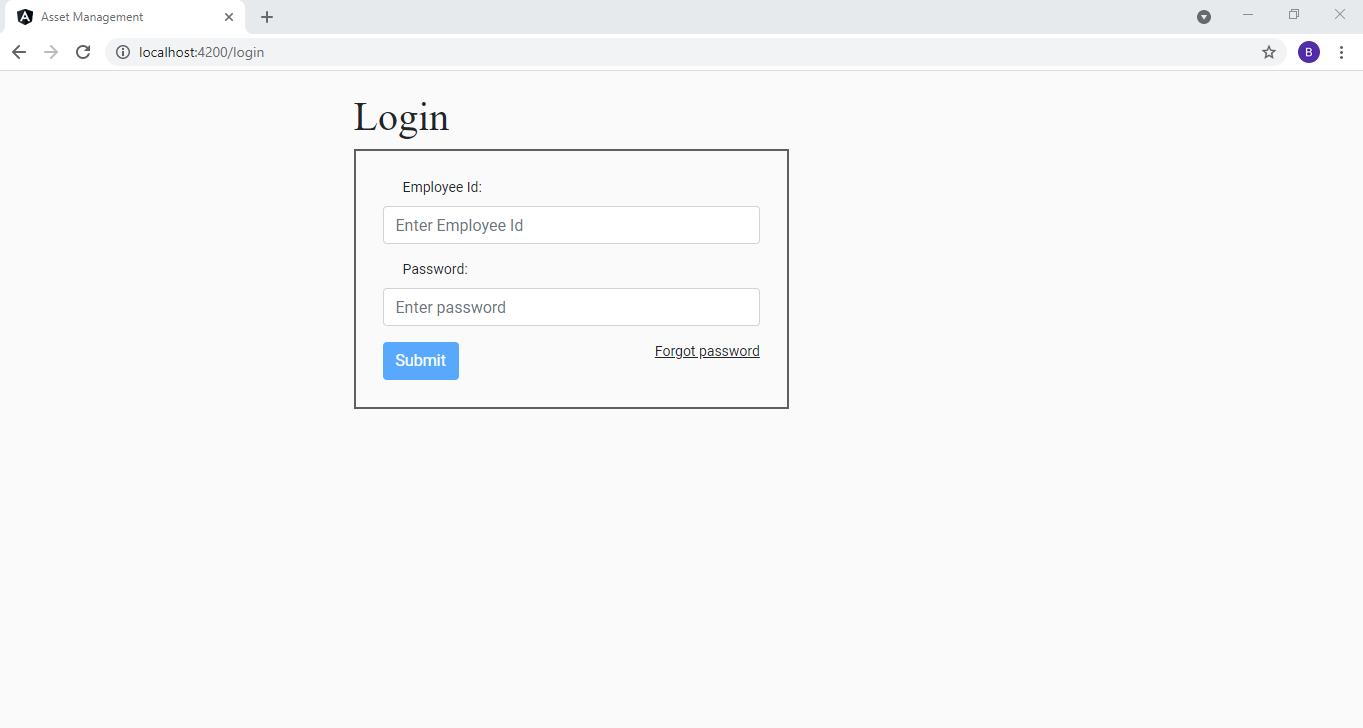 Asset Management
localhost:4200/login
B
Login
Employee Id:
Enter Employee Id
Password:
Enter password
Submit
Forgot password